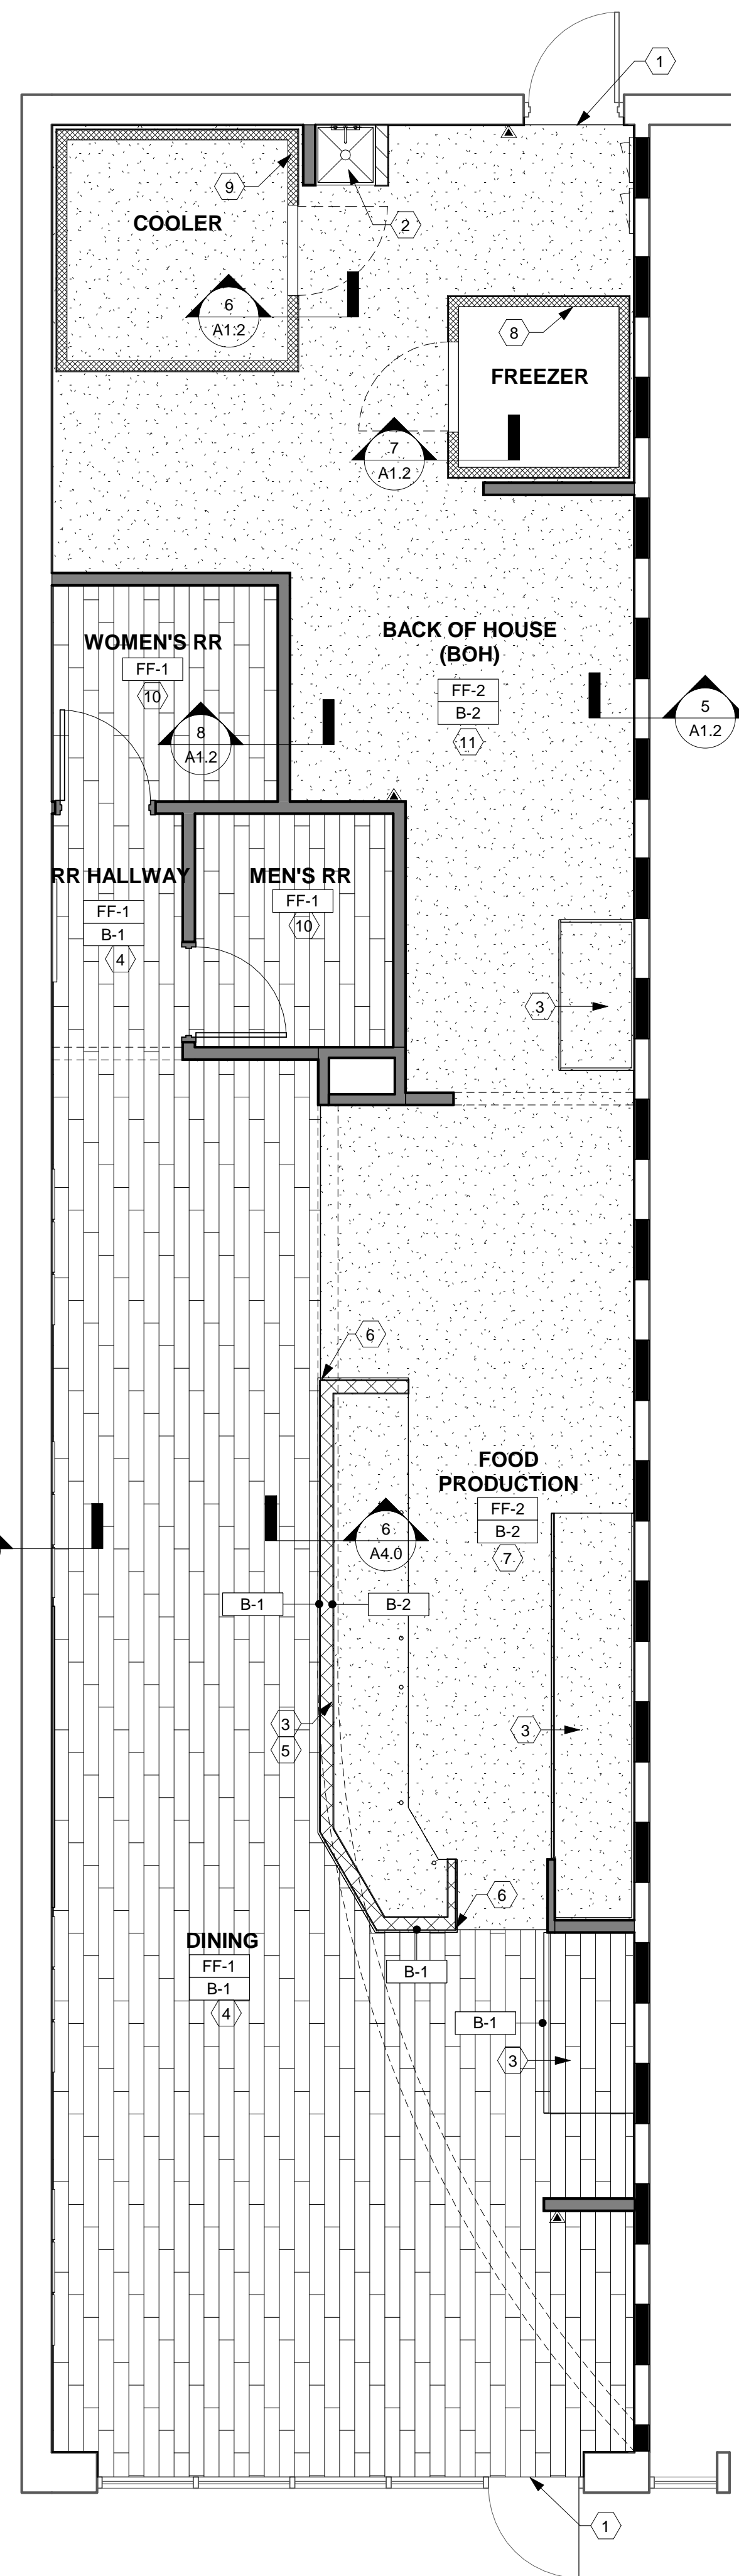 1
9
COOLER
2
6
A1.2
8
FREEZER
7
A1.2
BACK OF HOUSE
(BOH)
FF-2
B-2
11
WOMEN'S RR
FF-1
10
8
A1.2
5
A1.2
RR HALLWAY
FF-1
B-1
4
MEN'S RR
FF-1
10
3
6
FOOD
PRODUCTION
FF-2
B-2
7
6
A4.0
B-1
B-2
3
5
3
6
DINING
FF-1
B-1
4
B-1
B-1
3
1